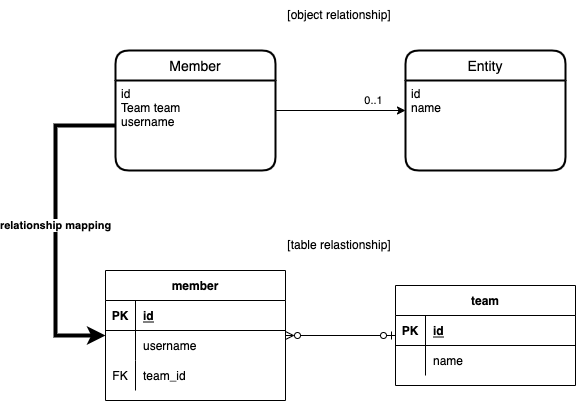 [object relationship]
Member
Entity
id
Team team
username
0..1
id
name
relationship mapping
[table relastionship]
member
PK id
username
FK team_id
team
PK id
name